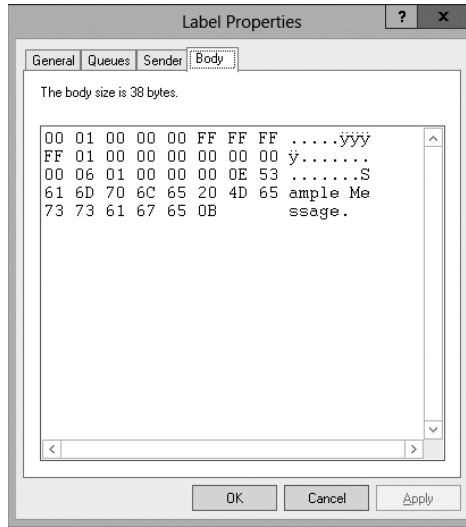 Label Properties ? x
General Queues Sender Body
The body size is 38 bytes.
00 01 00 00 00 FF FF FF .....ÿÿÿ
FF 01 00 00 00 00 00 00 ÿ.......
00 06 01 00 00 00 0E 53 .......S
61 6D 70 6C 65 20 4D 65 ample Me
73 73 61 67 65 0B ssage.
OK Cancel Apply